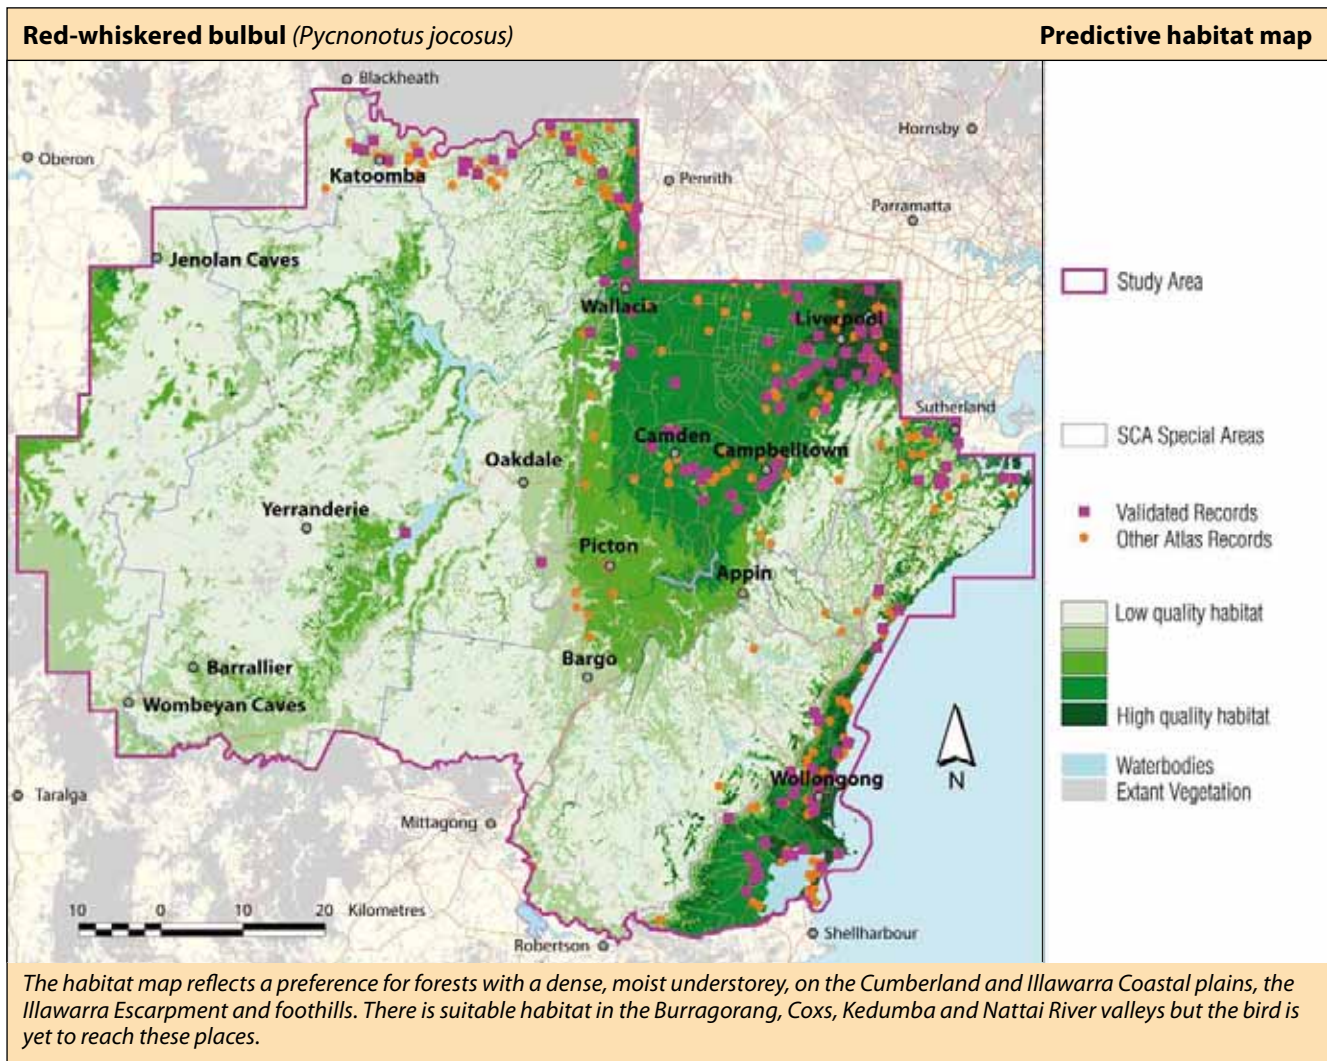 Red-whiskered bulbul (Pycnonotus jocosus) Predictive habitat map
Blackheath
Hornsby
Oberon
Katoomba
Penrith
Parramatta
Jenolan Caves
Study Area
Wallacia
Liverpool
Sutherland
SCA Special Areas
Camden
Campbelltown
Oakdale
Yerranderie
Validated Records
Other Atlas Records
Picton
Appin
Low quality habitat
Bargo
Barrallier
Wombeyan Caves
High quality habitat
Waterbodies
Extant Vegetation
Wollongong
N
Taralga
Mittagong
10 0 10 20 Kilometres
Robertson
Shellharbour
The habitat map reflects a preference for forests with a dense, moist understorey, on the Cumberland and Illawarra Coastal plains, the
Illawarra Escarpment and foothills. There is suitable habitat in the Burragorang, Coxs, Kedumba and Nattai River valleys but the bird is
yet to reach these places.